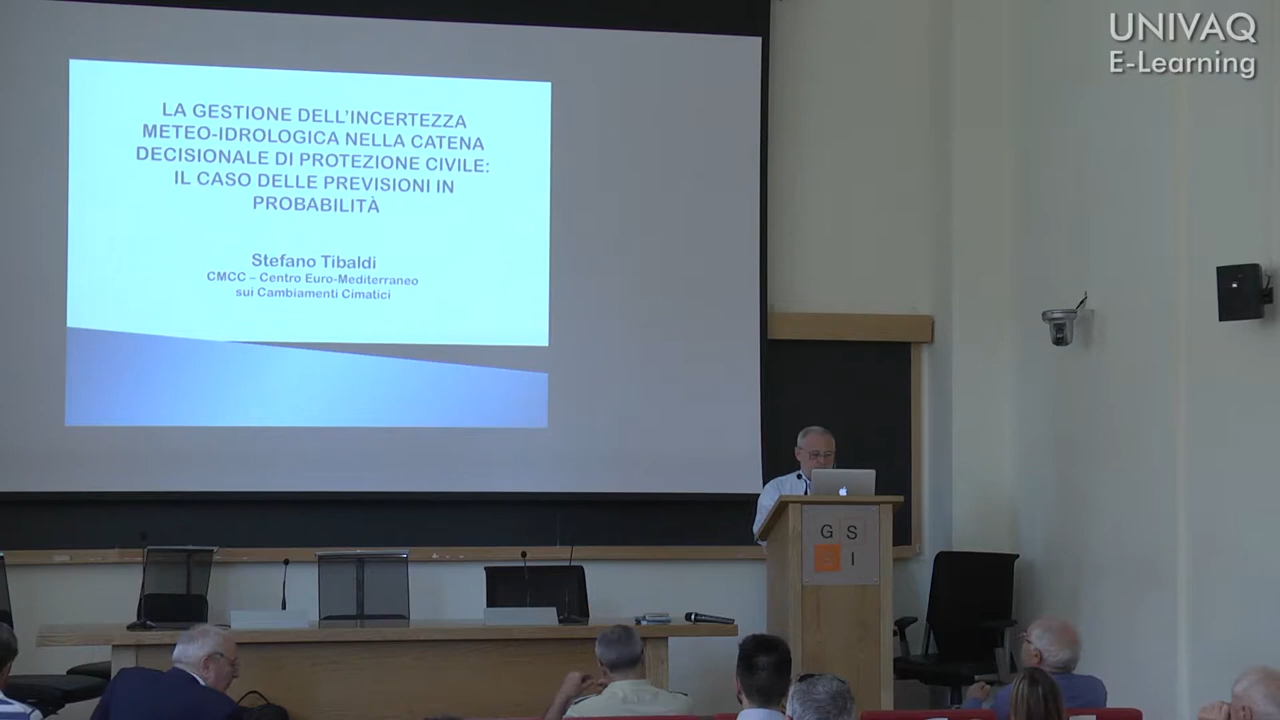 UNIVAQ
E-Learning
LA GESTIONE DELL'INCERTEZZA
METEO-IDROLOGICA NELLA CATENA
DECISIONALE DI PROTEZIONE CIVILE:
IL CASO DELLE PREVISIONI IN
PROBABILITÀ
Stefano Tibaldi
CMCC – Centro Euro-Mediterraneo
sui Cambiamenti Cimatici
G S
I